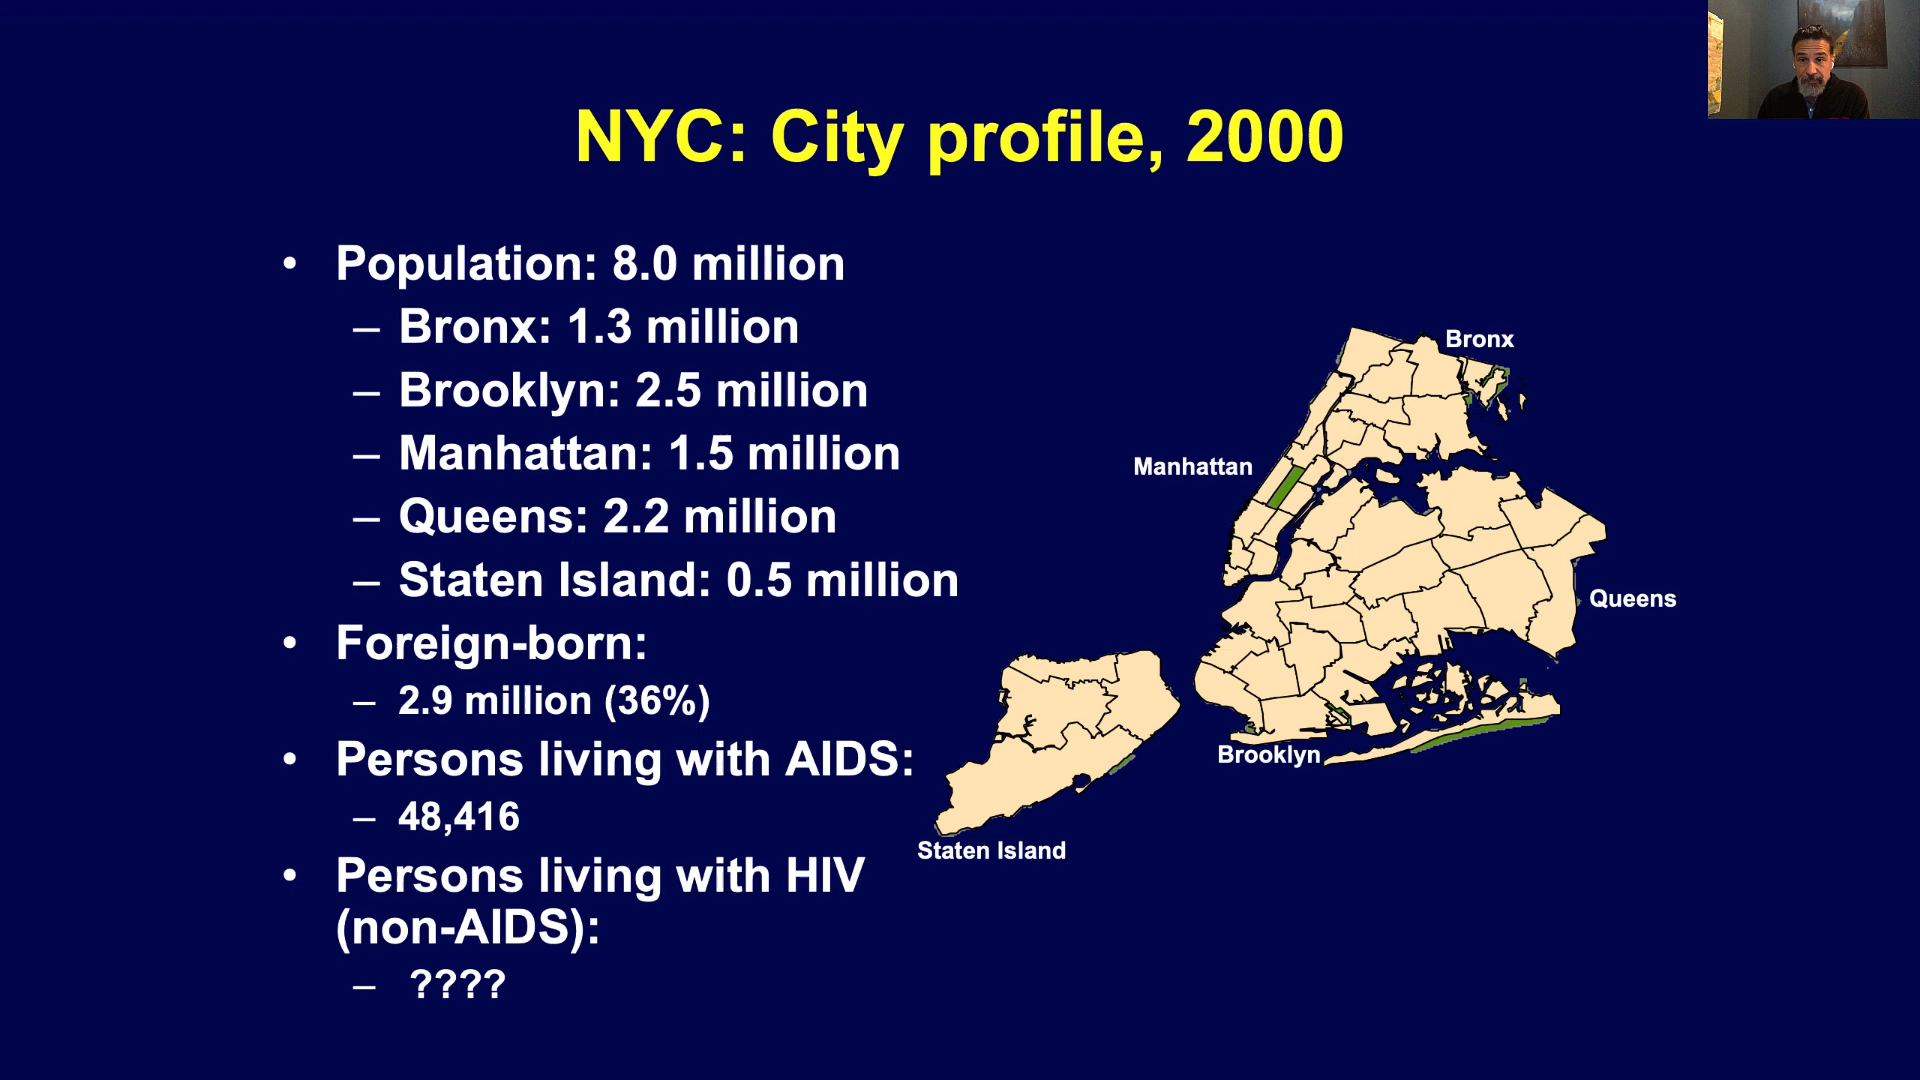 NYC: City profile, 2000
• Population: 8.0 million
– Bronx: 1.3 million
– Brooklyn: 2.5 million
– Manhattan: 1.5 million
– Queens: 2.2 million
– Staten Island: 0.5 million
• Foreign-born:
– 2.9 million (36%)
• Persons living with AIDS:
– 48,416
• Persons living with HIV
(non-AIDS):
– ????
Bronx
Manhattan
Queens
Brooklyn
Staten Island